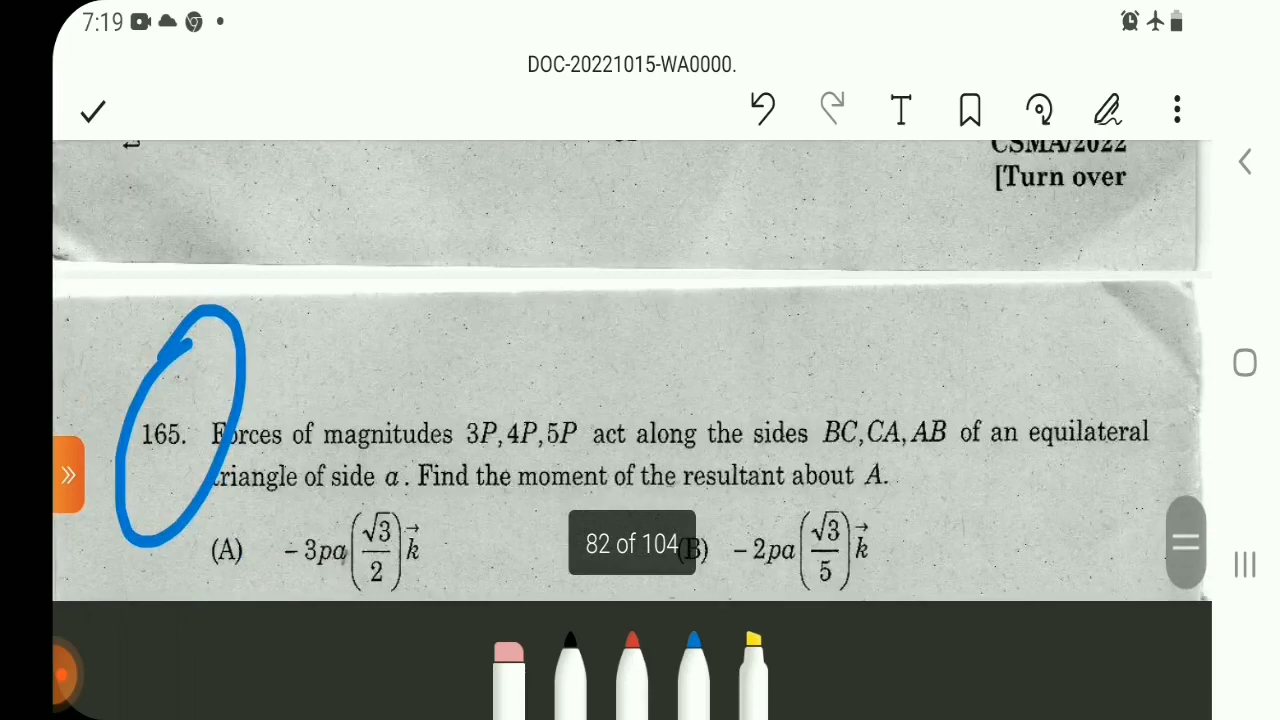 7:19
DOC-20221015-WA0000.
T
CSMA/2022
[Turn over
165. Forces of magnitudes 3P, 4P, 5P act along the sides BC, CA, AB of an equilateral
triangle of side a. Find the moment of the resultant about A.
(A) −3pa(√3/2)k⃗ (B) −2pa(√3/5)k⃗
82 of 104